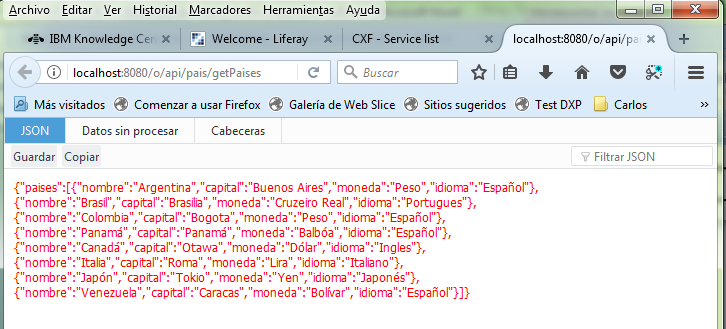 Archivo Editar Ver Historial Marcadores Herramientas Ayuda
IBM Knowledge Cen
Welcome - Liferay
CXF - Service list
localhost:8080/o/api/pai
localhost:8080/o/api/pais/getPaises
Buscar
Más visitados
Comenzar a usar Firefox
Galería de Web Slice
Sitios sugeridos
Test DXP
Carlos
JSON
Datos sin procesar
Cabeceras
Guardar
Copiar
Filtrar JSON
{"paises":[{"nombre":"Argentina","capital":"Buenos Aires","moneda":"Peso","idioma":"Español"},
{"nombre":"Brasil","capital":"Brasilia","moneda":"Cruzeiro Real","idioma":"Portugues"},
{"nombre":"Colombia","capital":"Bogota","moneda":"Peso","idioma":"Español"},
{"nombre":"Panamá","capital":"Panamá","moneda":"Balbóa","idioma":"Español"},
{"nombre":"Canadá","capital":"Otawa","moneda":"Dólar","idioma":"Ingles"},
{"nombre":"Italia","capital":"Roma","moneda":"Lira","idioma":"Italiano"},
{"nombre":"Japón","capital":"Tokio","moneda":"Yen","idioma":"Japonés"},
{"nombre":"Venezuela","capital":"Caracas","moneda":"Bolívar","idioma":"Español"}]}